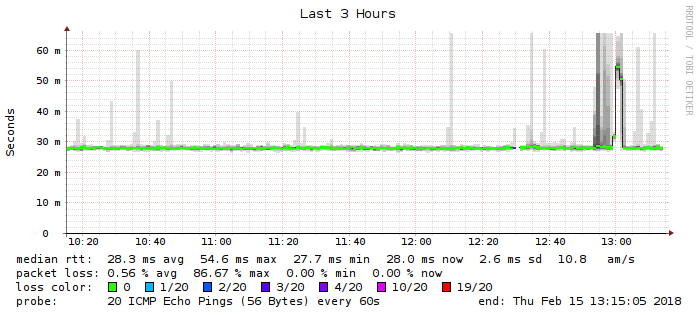 Last 3 Hours
RRDTOOL / TOBI OETIKER
Seconds
60 m
50 m
40 m
30 m
20 m
10 m
0
10:20 10:40 11:00 11:20 11:40 12:00 12:20 12:40 13:00
median rtt: 28.3 ms avg 54.6 ms max 27.7 ms min 28.0 ms now 2.6 ms sd 10.8 am/s
packet loss: 0.56 % avg 86.67 % max 0.00 % min 0.00 % now
loss color: 0 1/20 2/20 3/20 4/20 10/20 19/20
probe: 20 ICMP Echo Pings (56 Bytes) every 60s end: Thu Feb 15 13:15:05 2018